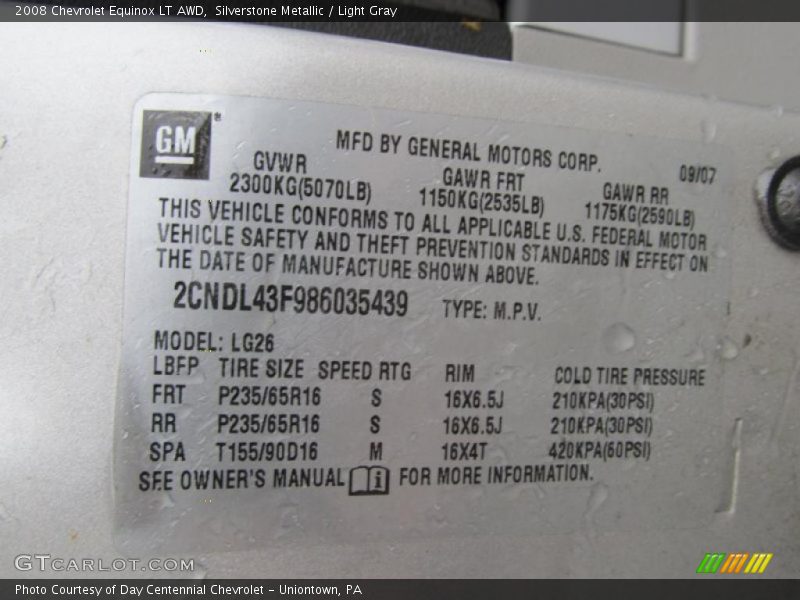 2008 Chevrolet Equinox LT AWD, Silverstone Metallic / Light Gray
GM®
MFD BY GENERAL MOTORS CORP.
09/07
GVWR GAWR FRT GAWR RR
2300KG(5070LB) 1150KG(2535LB) 1175KG(2590LB)
THIS VEHICLE CONFORMS TO ALL APPLICABLE U.S. FEDERAL MOTOR
VEHICLE SAFETY AND THEFT PREVENTION STANDARDS IN EFFECT ON
THE DATE OF MANUFACTURE SHOWN ABOVE.
2CNDL43F986035439 TYPE: M.P.V.
MODEL: LG26
LBFP TIRE SIZE SPEED RTG RIM COLD TIRE PRESSURE
FRT P235/65R16 S 16X6.5J 210KPA(30PSI)
RR P235/65R16 S 16X6.5J 210KPA(30PSI)
SPA T155/90D16 M 16X4T 420KPA(60PSI)
SEE OWNER'S MANUAL i FOR MORE INFORMATION.
GTCARLOT.COM
Photo Courtesy of Day Centennial Chevrolet - Uniontown, PA